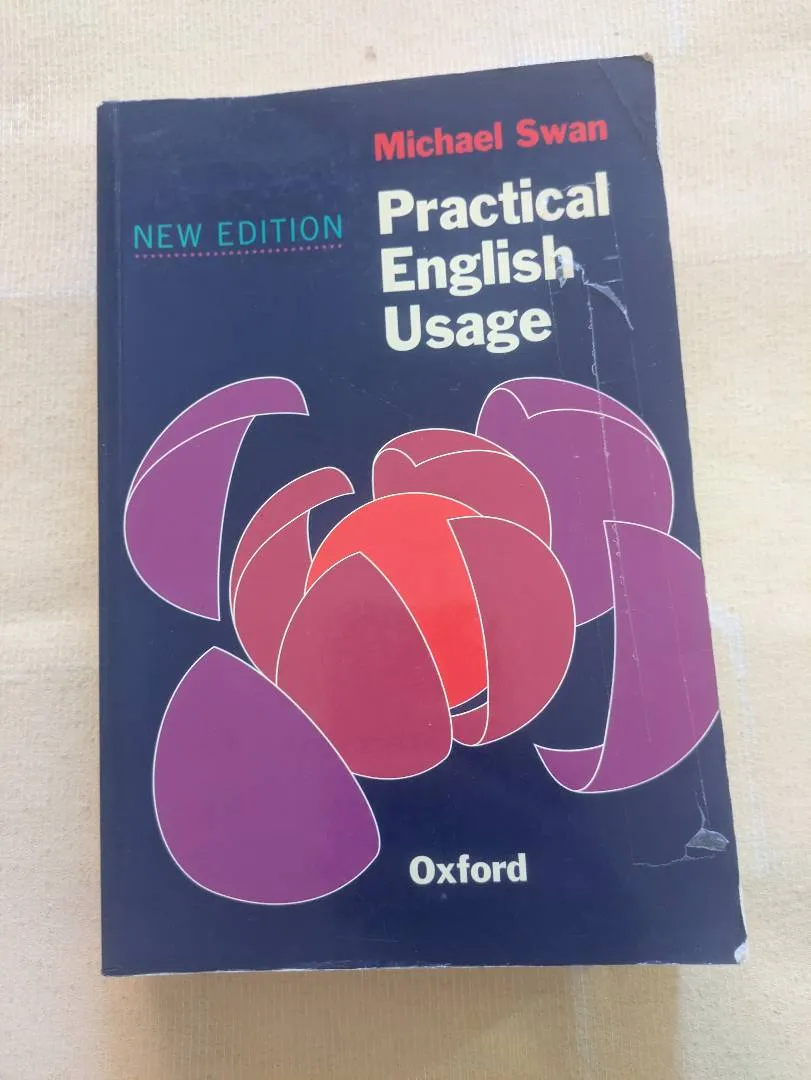 Michael Swan
NEW EDITION
Practical
English
Usage
Oxford